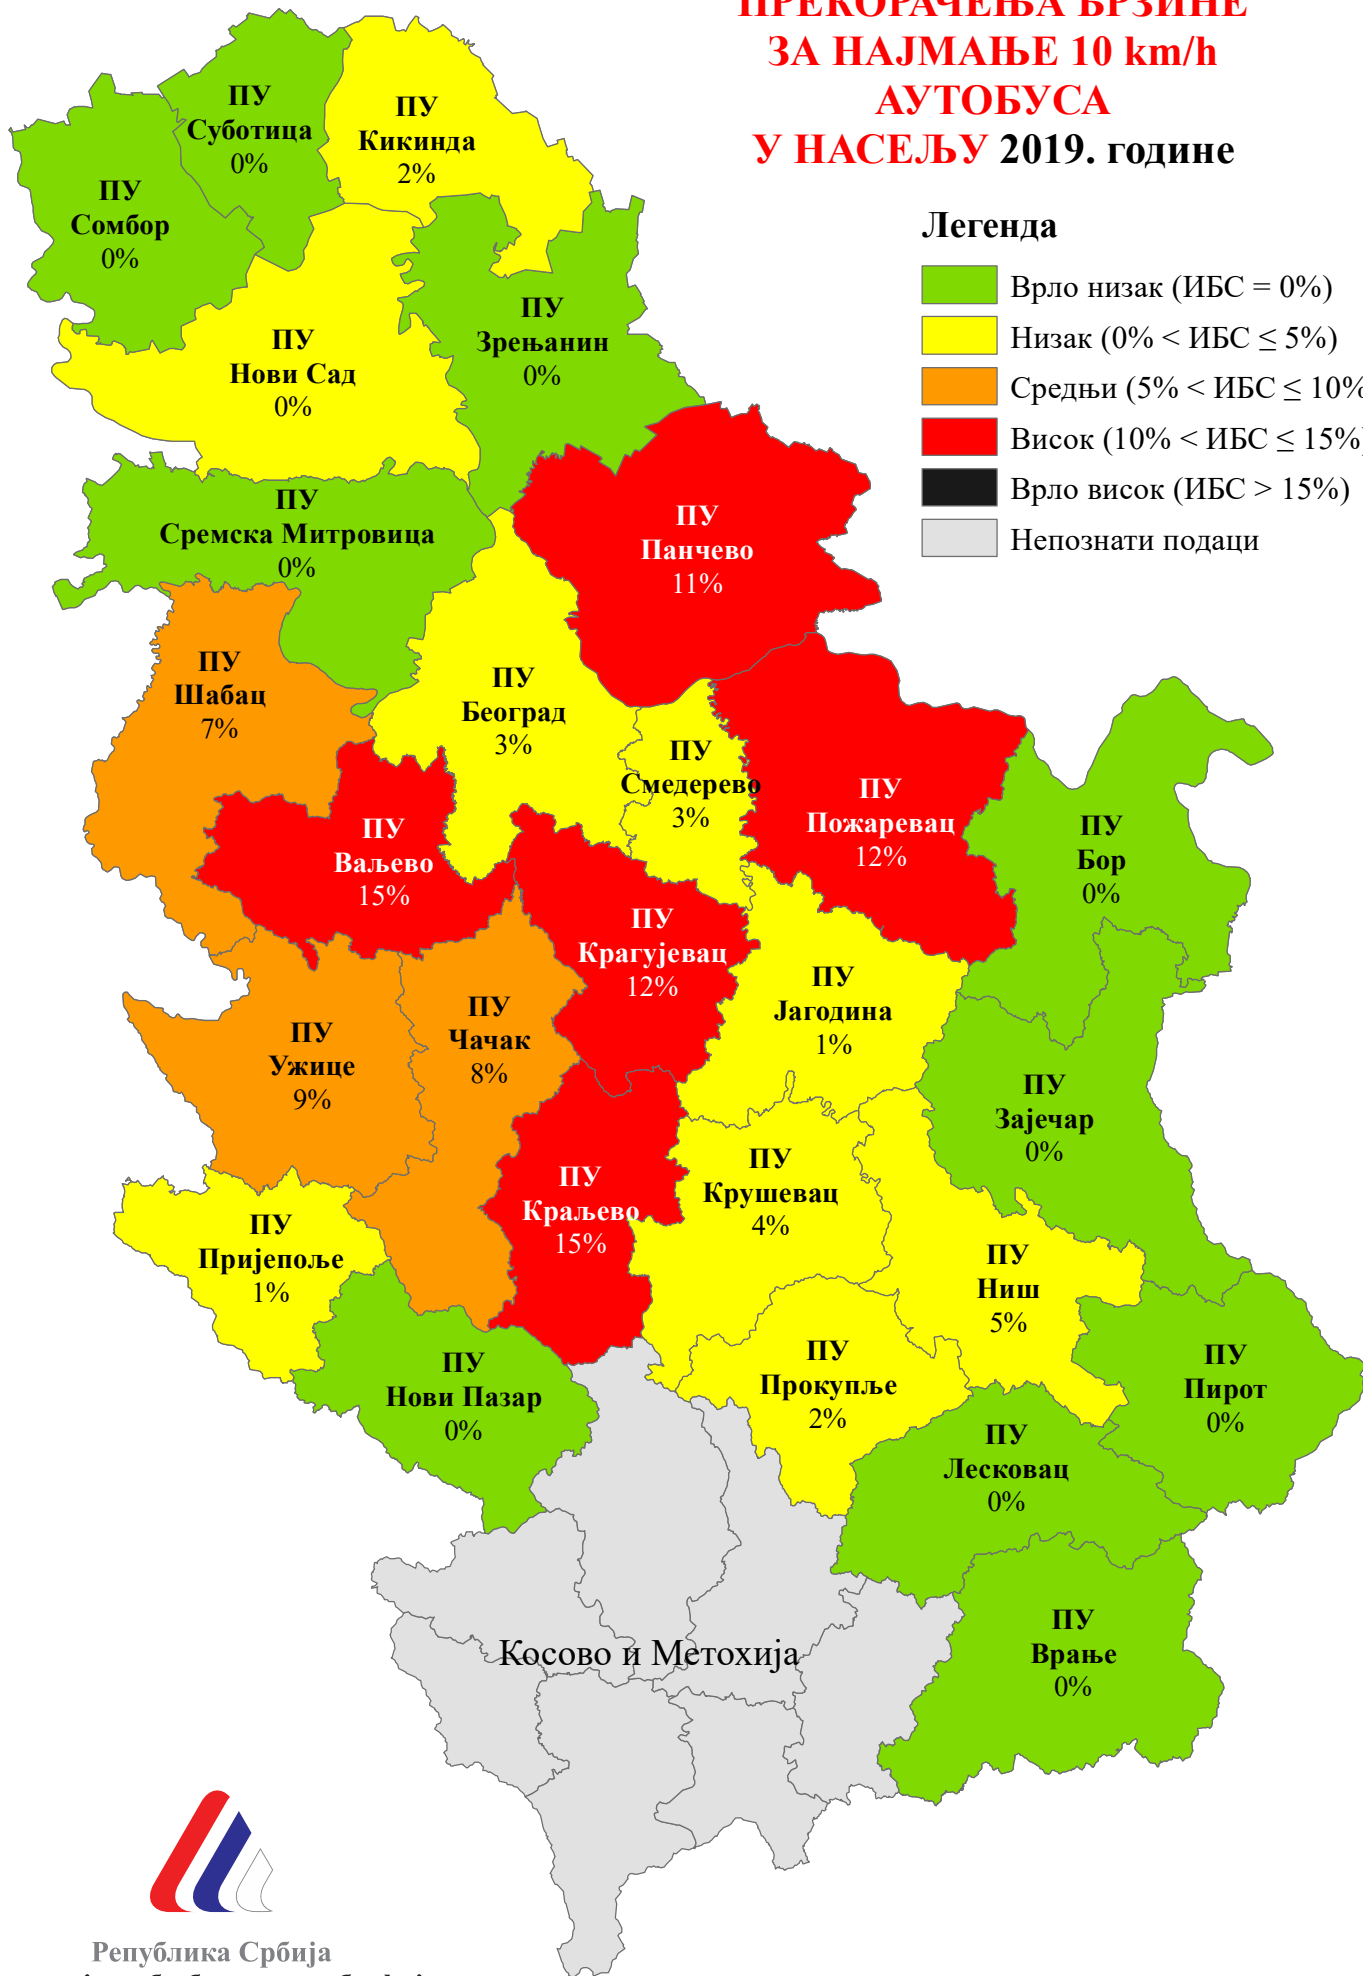 ПРЕКОРАЧЕЊА БРЗИНЕ
ЗА НАЈМАЊЕ 10 km/h
АУТОБУСА
У НАСЕЉУ 2019. године
Легенда
Врло низак (ИБС = 0%)
Низак (0% < ИБС ≤ 5%)
Средњи (5% < ИБС ≤ 10%
Висок (10% < ИБС ≤ 15%)
Врло висок (ИБС > 15%)
Непознати подаци
ПУ
Суботица
0%
ПУ
Кикинда
2%
ПУ
Сомбор
0%
ПУ
Зрењанин
0%
ПУ
Нови Сад
0%
ПУ
Сремска Митровица
0%
ПУ
Панчево
11%
ПУ
Шабац
7%
ПУ
Београд
3%
ПУ
Смедерево
3%
ПУ
Пожаревац
12%
ПУ
Бор
0%
ПУ
Ваљево
15%
ПУ
Крагујевац
12%
ПУ
Јагодина
1%
ПУ
Чачак
8%
ПУ
Ужице
9%
ПУ
Зајечар
0%
ПУ
Крушевац
4%
ПУ
Краљево
15%
ПУ
Пријепоље
1%
ПУ
Ниш
5%
ПУ
Прокупље
2%
ПУ
Пирот
0%
ПУ
Нови Пазар
0%
ПУ
Лесковац
0%
ПУ
Врање
0%
Косово и Метохија
Република Србија